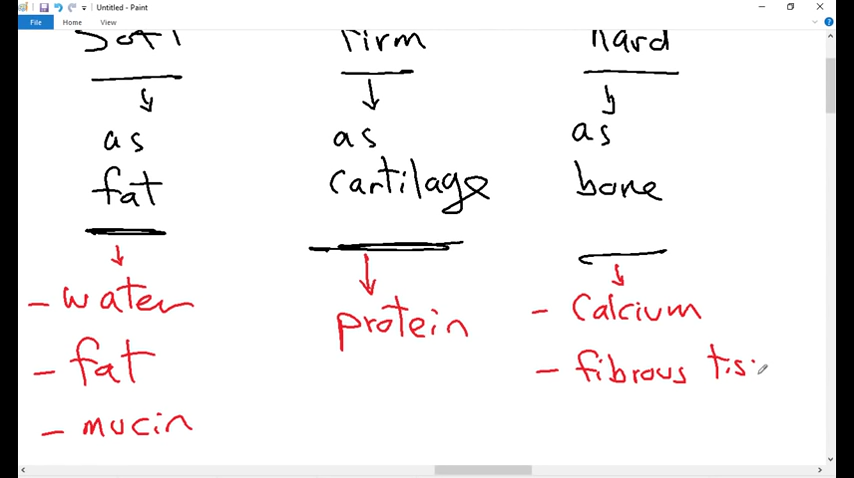 Untitled - Paint
File Home View
Soft Firm hard
as as as
fat cartilage bone
- water protein - Calcium
- fat - fibrous tis
- mucin